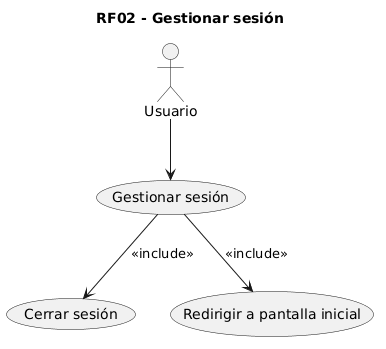 RF02 - Gestionar sesión
Usuario
Gestionar sesión
«include»
«include»
Cerrar sesión
Redirigir a pantalla inicial